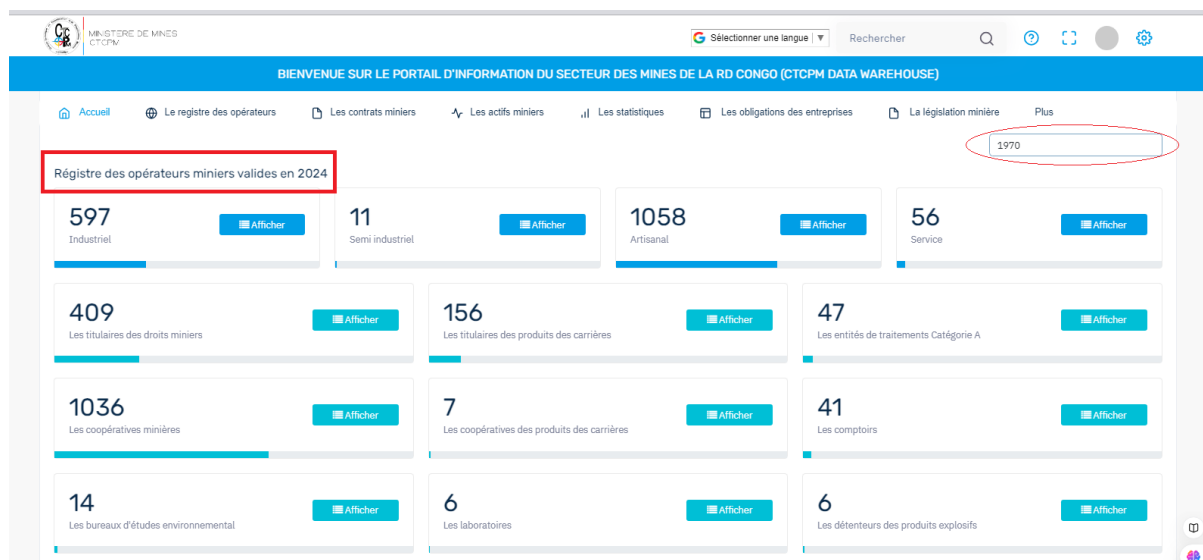 MINISTERE DE MINES
CTCPM
Sélectionner une langue
Rechercher
BIENVENUE SUR LE PORTAIL D'INFORMATION DU SECTEUR DES MINES DE LA RD CONGO (CTCPM DATA WAREHOUSE)
Accueil Le registre des opérateurs Les contrats miniers Les actifs miniers Les statistiques Les obligations des entreprises La législation minière Plus
1970
Régistre des opérateurs miniers valides en 2024
597 Afficher 11 Afficher 1058 Afficher 56 Afficher
Industriel Semi industriel Artisanal Service
409 Afficher 156 Afficher 47 Afficher
Les titulaires des droits miniers Les titulaires des produits des carrières Les entités de traitements Catégorie A
1036 Afficher 7 Afficher 41 Afficher
Les coopératives minières Les coopératives des produits des carrières Les comptoirs
14 Afficher 6 Afficher 6 Afficher
Les bureaux d'études environnemental Les laboratoires Les détenteurs des produits explosifs